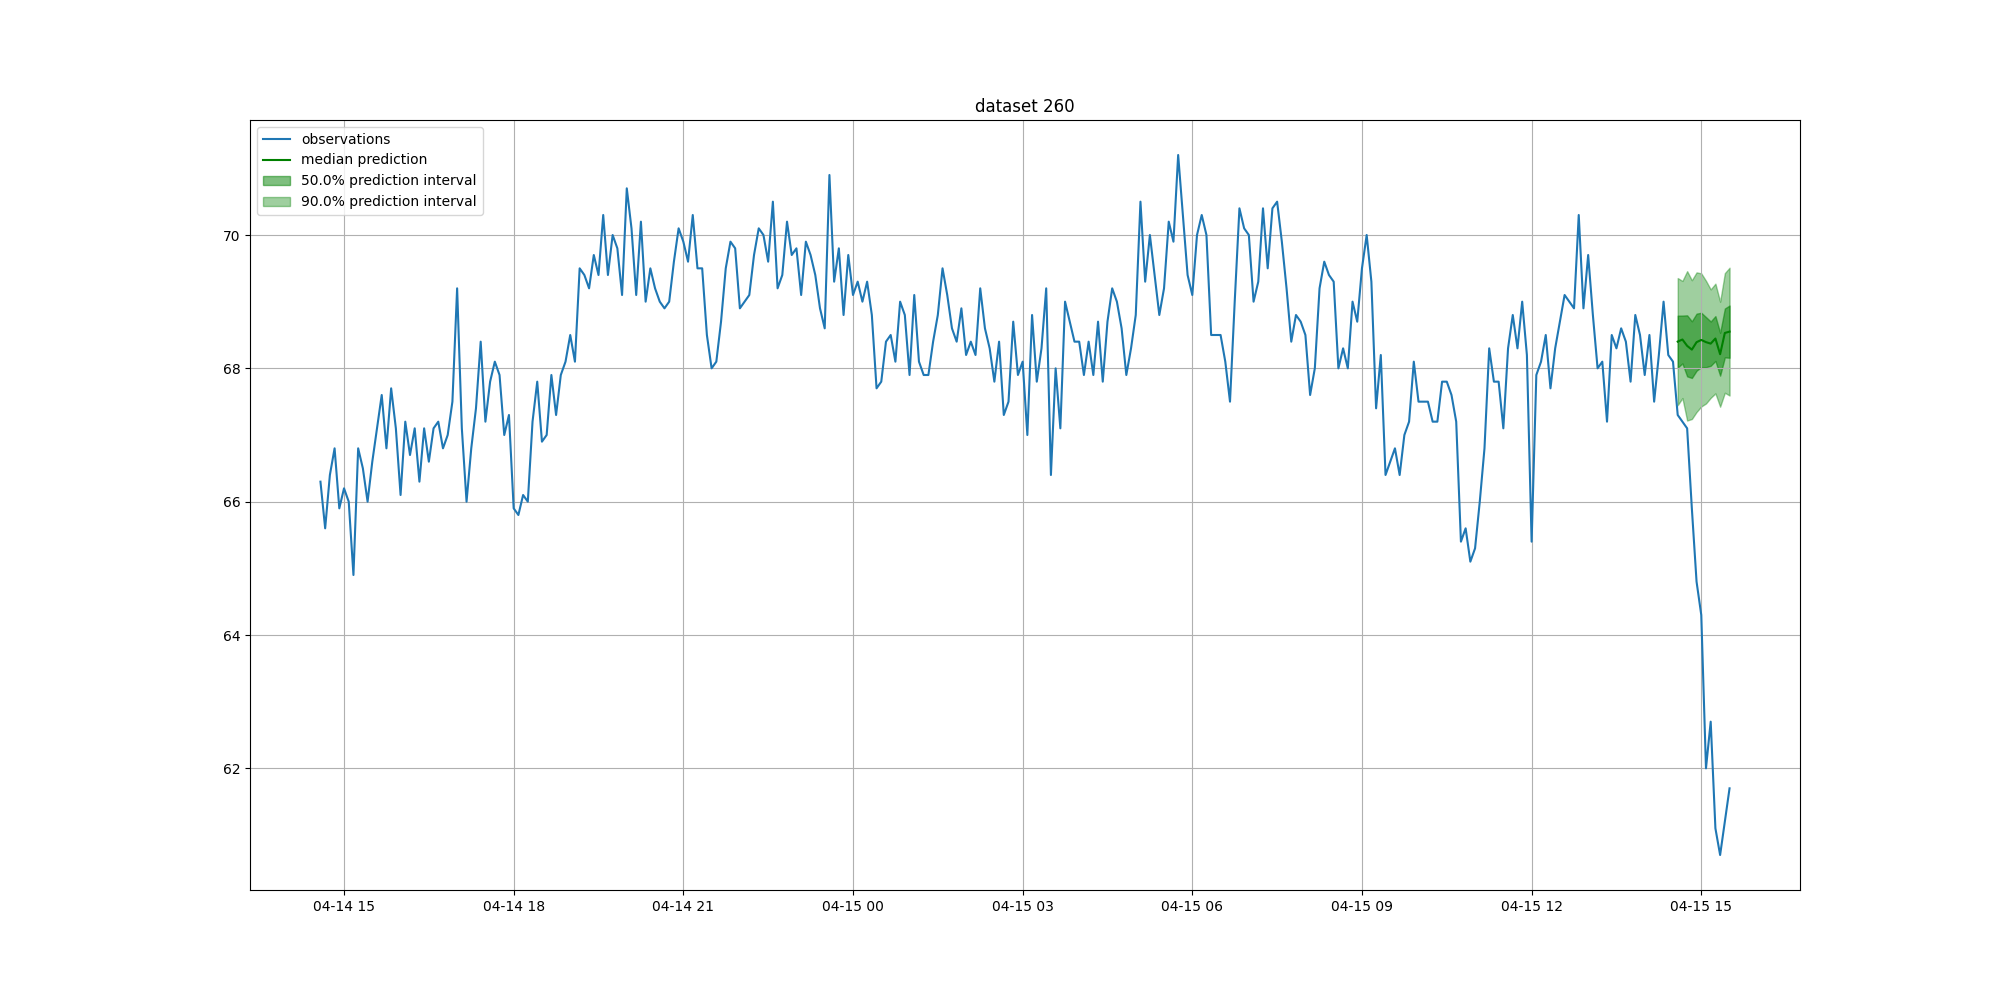 dataset 260
observations
median prediction
50.0% prediction interval
90.0% prediction interval
70
68
66
64
62
04-14 15
04-14 18
04-14 21
04-15 00
04-15 03
04-15 06
04-15 09
04-15 12
04-15 15